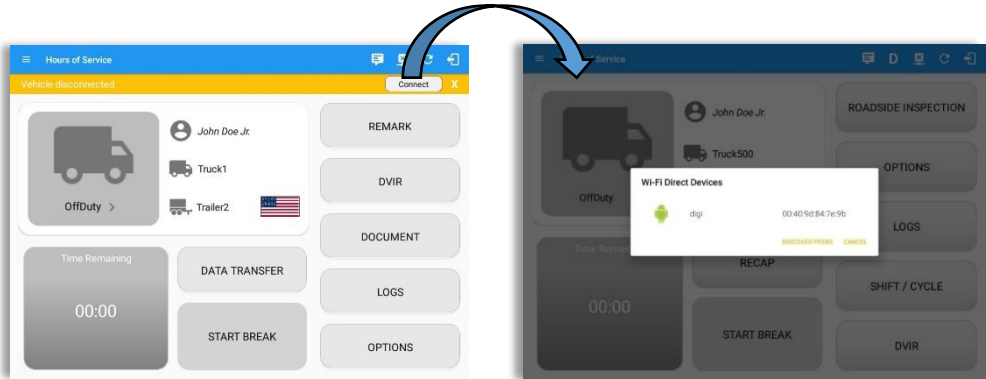 Hours of Service
Vehicle disconnected
Connect X
John Doe Jr.
Truck1
OffDuty >
Trailer2
Time Remaining
00:00
DATA TRANSFER
START BREAK
REMARK
DVIR
DOCUMENT
LOGS
OPTIONS
of Service
D
John Doe Jr.
Truck500
OffDuty
Wi-Fi Direct Devices
digi 00:40:9d:84:7e:9b
DISCOVER PEERS CANCEL
Time Remain
00:00
RECAP
START BREAK
ROADSIDE INSPECTION
OPTIONS
LOGS
SHIFT / CYCLE
DVIR